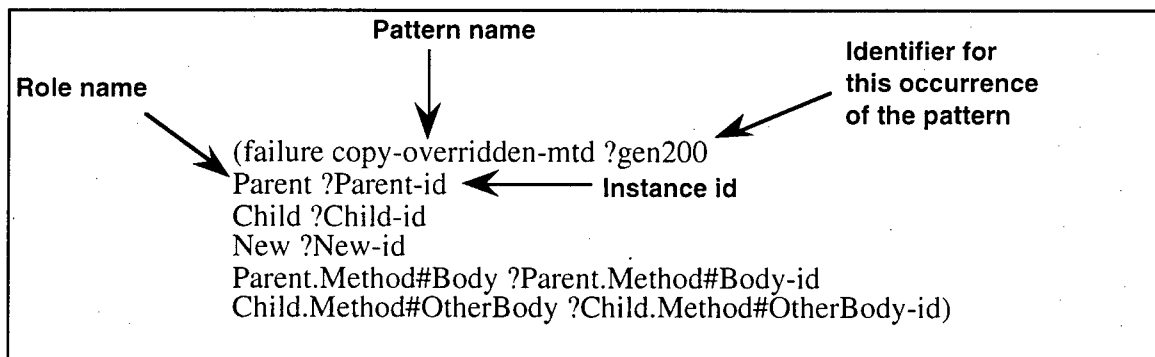 Pattern name
Identifier for
this occurrence
of the pattern
Role name
(failure copy-overridden-mtd ?gen200
Parent ?Parent-id
Instance id
Child ?Child-id
New ?New-id
Parent.Method#Body ?Parent.Method#Body-id
Child.Method#OtherBody ?Child.Method#OtherBody-id)